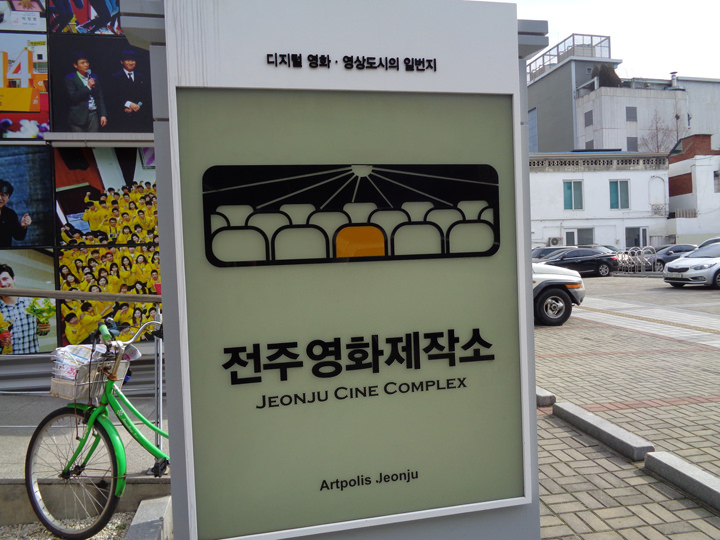 디지털 영화 · 영상도시의 일번지
전주영화제작소
JEONJU CINE COMPLEX
Artpolis Jeonju
14